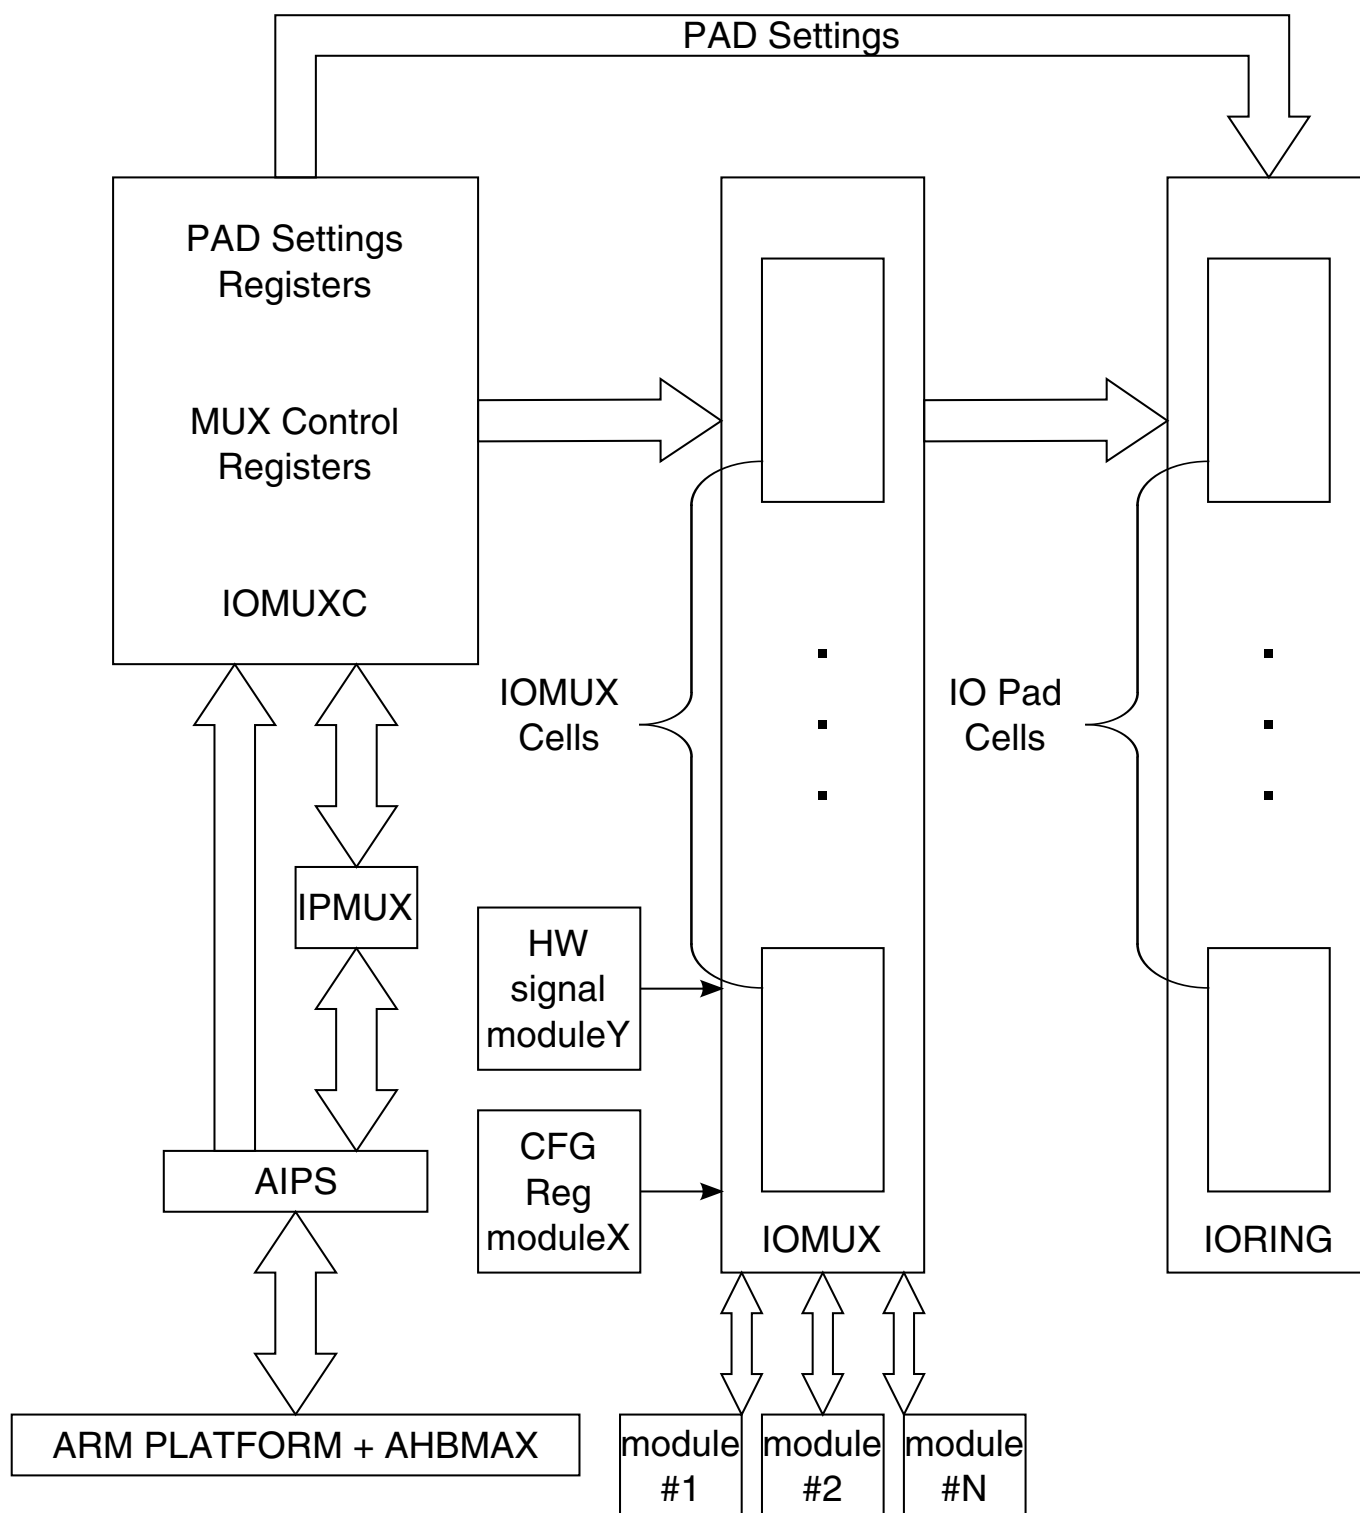 PAD Settings
PAD Settings
Registers
MUX Control
Registers
IOMUXC
IOMUX
Cells
IO Pad
Cells
IPMUX
HW
signal
moduleY
CFG
Reg
moduleX
AIPS
IOMUX
IORING
ARM PLATFORM + AHBMAX
module
#1
module
#2
module
#N